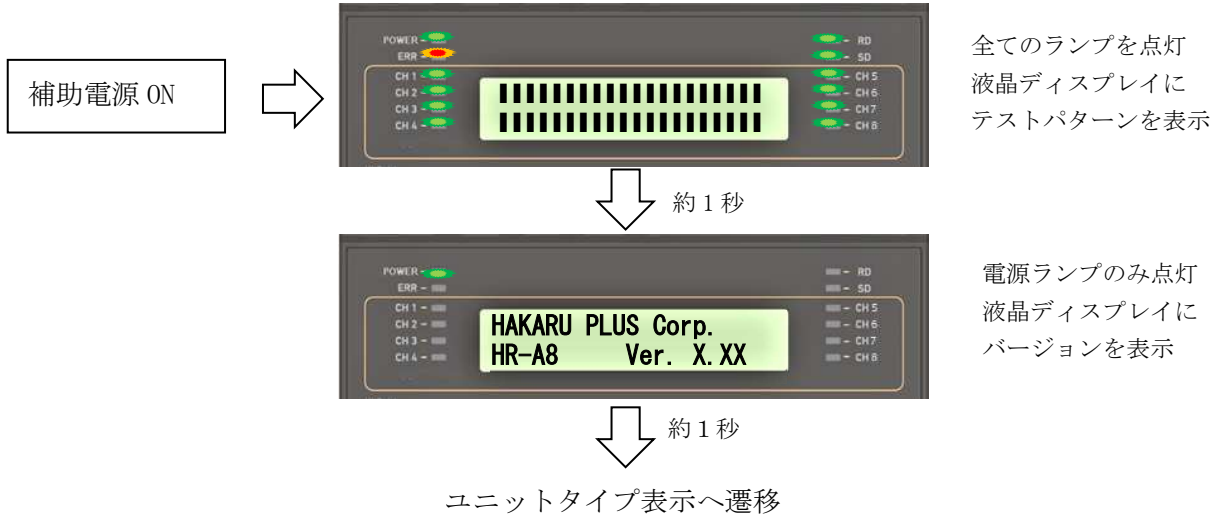 補助電源 ON
POWER
ERR
CH 1
CH 2
CH 3
CH 4
RD
SD
CH 5
CH 6
CH 7
CH 8
全てのランプを点灯
液晶ディスプレイに
テストパターンを表示
約１秒
POWER
ERR
CH 1
CH 2
CH 3
CH 4
HAKARU PLUS Corp.
HR-A8 Ver. X.XX
RD
SD
CH 5
CH 6
CH 7
CH 8
電源ランプのみ点灯
液晶ディスプレイに
バージョンを表示
約１秒
ユニットタイプ表示へ遷移